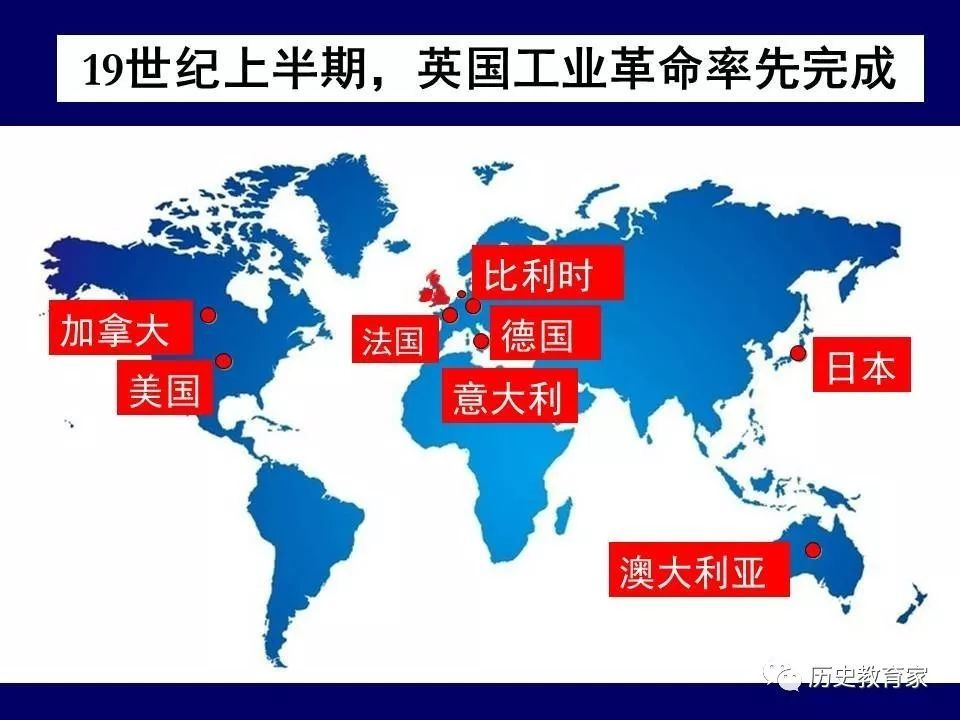 19世纪上半期，英国工业革命率先完成
比利时
加拿大
法国
德国
日本
美国
意大利
澳大利亚
历史教育家